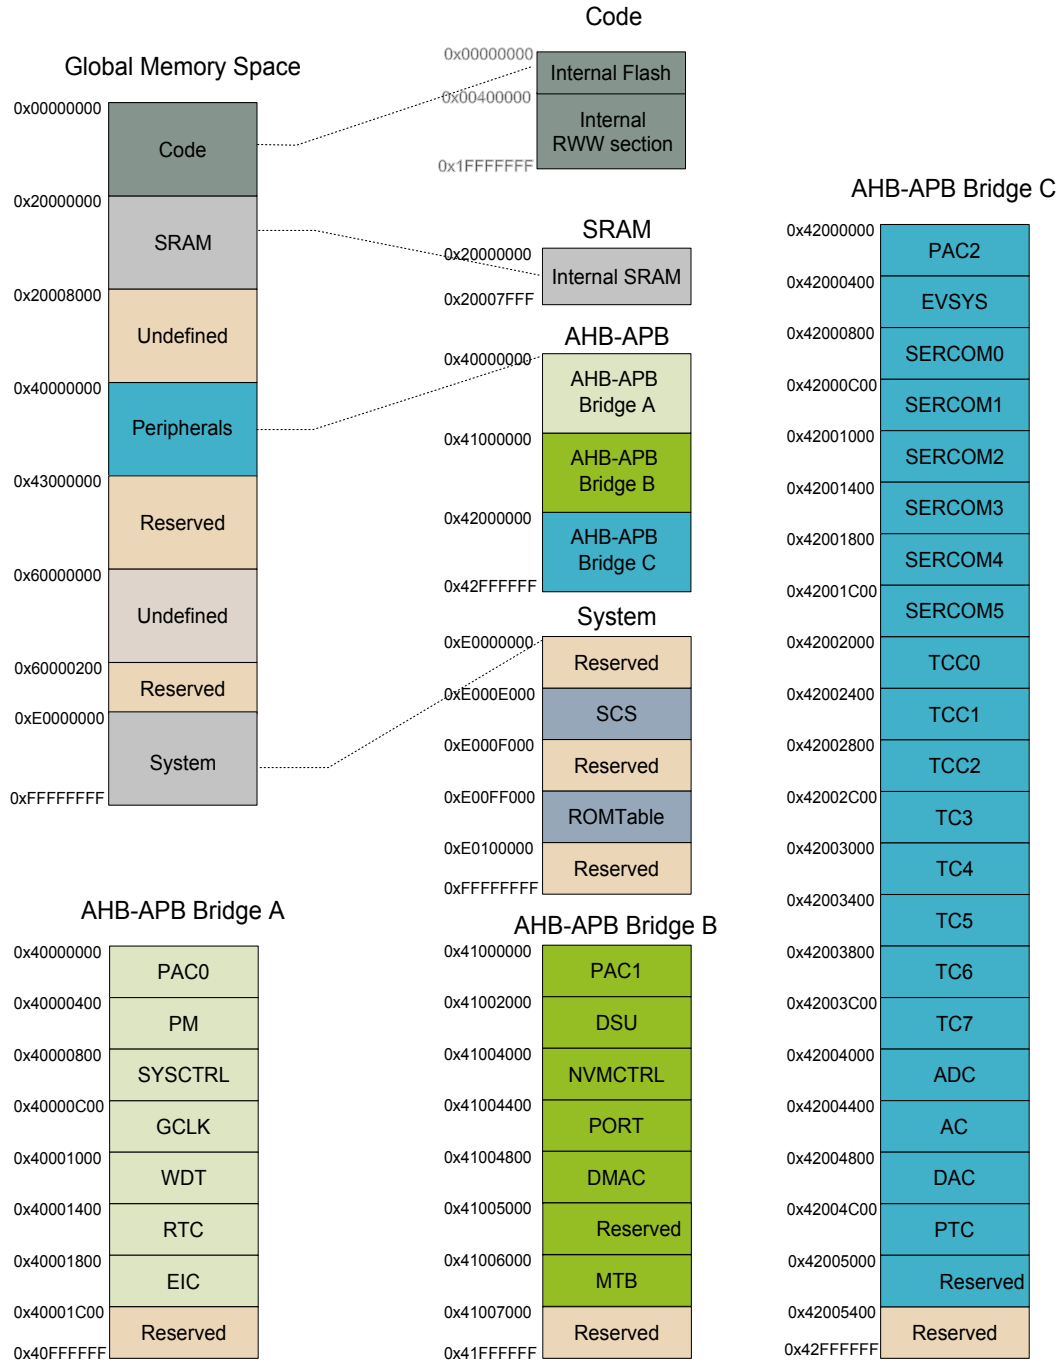 Global Memory Space
0x00000000
Code
0x20000000
SRAM
0x20008000
Undefined
0x40000000
Peripherals
0x43000000
Reserved
0x60000000
Undefined
0x60000200
Reserved
0xE0000000
System
0xFFFFFFFF
Code
0x00000000
Internal Flash
0x00400000
Internal
RWW section
0x1FFFFFFF
SRAM
0x20000000
Internal SRAM
0x20007FFF
AHB-APB
0x40000000
AHB-APB
Bridge A
0x41000000
AHB-APB
Bridge B
0x42000000
AHB-APB
Bridge C
0x42FFFFFF
System
0xE0000000
Reserved
0xE000E000
SCS
0xE000F000
Reserved
0xE00FF000
ROMTable
0xE0100000
Reserved
0xFFFFFFFF
AHB-APB Bridge A
0x40000000
PAC0
0x40000400
PM
0x40000800
SYSCTRL
0x40000C00
GCLK
0x40001000
WDT
0x40001400
RTC
0x40001800
EIC
0x40001C00
Reserved
0x40FFFFFF
AHB-APB Bridge B
0x41000000
PAC1
0x41002000
DSU
0x41004000
NVMCTRL
0x41004400
PORT
0x41004800
DMAC
0x41005000
Reserved
0x41006000
MTB
0x41007000
Reserved
0x41FFFFFF
AHB-APB Bridge C
0x42000000
PAC2
0x42000400
EVSYS
0x42000800
SERCOM0
0x42000C00
SERCOM1
0x42001000
SERCOM2
0x42001400
SERCOM3
0x42001800
SERCOM4
0x42001C00
SERCOM5
0x42002000
TCC0
0x42002400
TCC1
0x42002800
TCC2
0x42002C00
TC3
0x42003000
TC4
0x42003400
TC5
0x42003800
TC6
0x42003C00
TC7
0x42004000
ADC
0x42004400
AC
0x42004800
DAC
0x42004C00
PTC
0x42005000
Reserved
0x42005400
Reserved
0x42FFFFFF